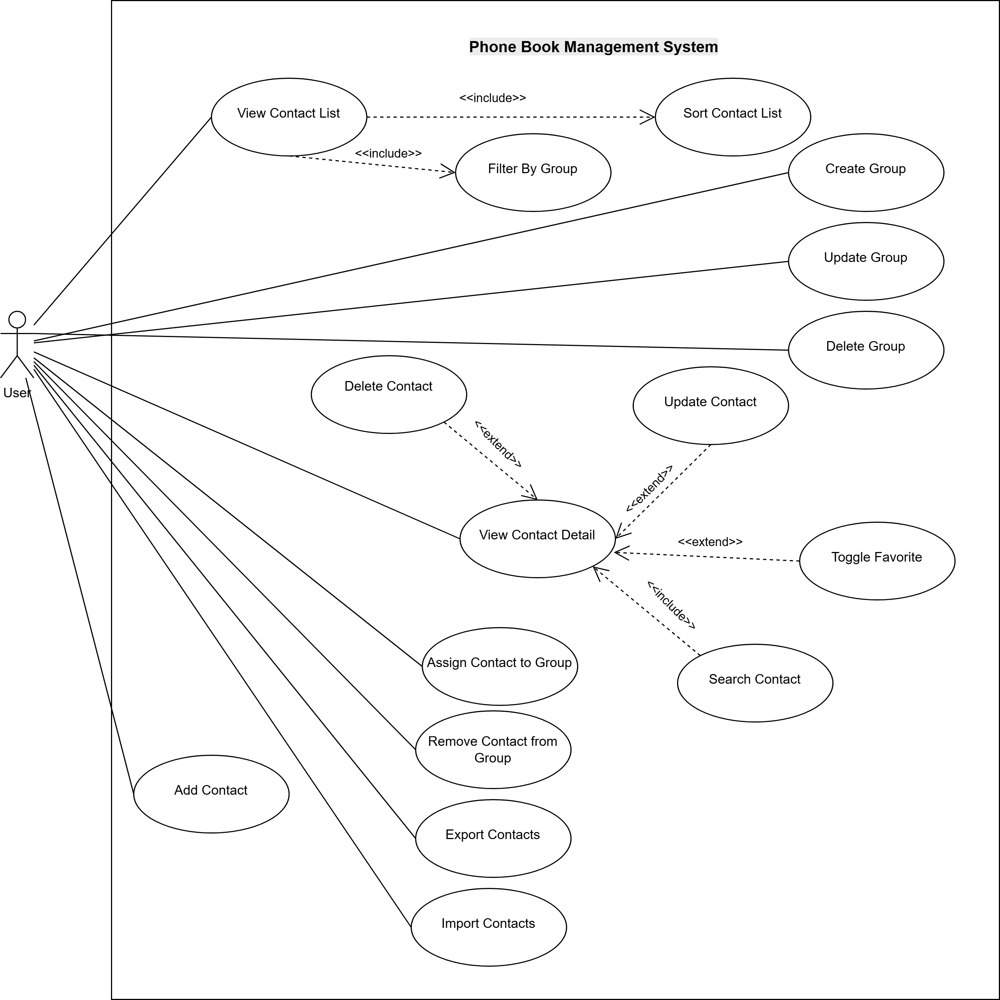 Phone Book Management System
View Contact List
<<include>>
Sort Contact List
<<include>>
Filter By Group
Create Group
Update Group
Delete Group
User
Delete Contact
Update Contact
<<extend>>
<<extend>>
View Contact Detail
<<extend>>
Toggle Favorite
<<include>>
Assign Contact to Group
Search Contact
Remove Contact from
Group
Add Contact
Export Contacts
Import Contacts